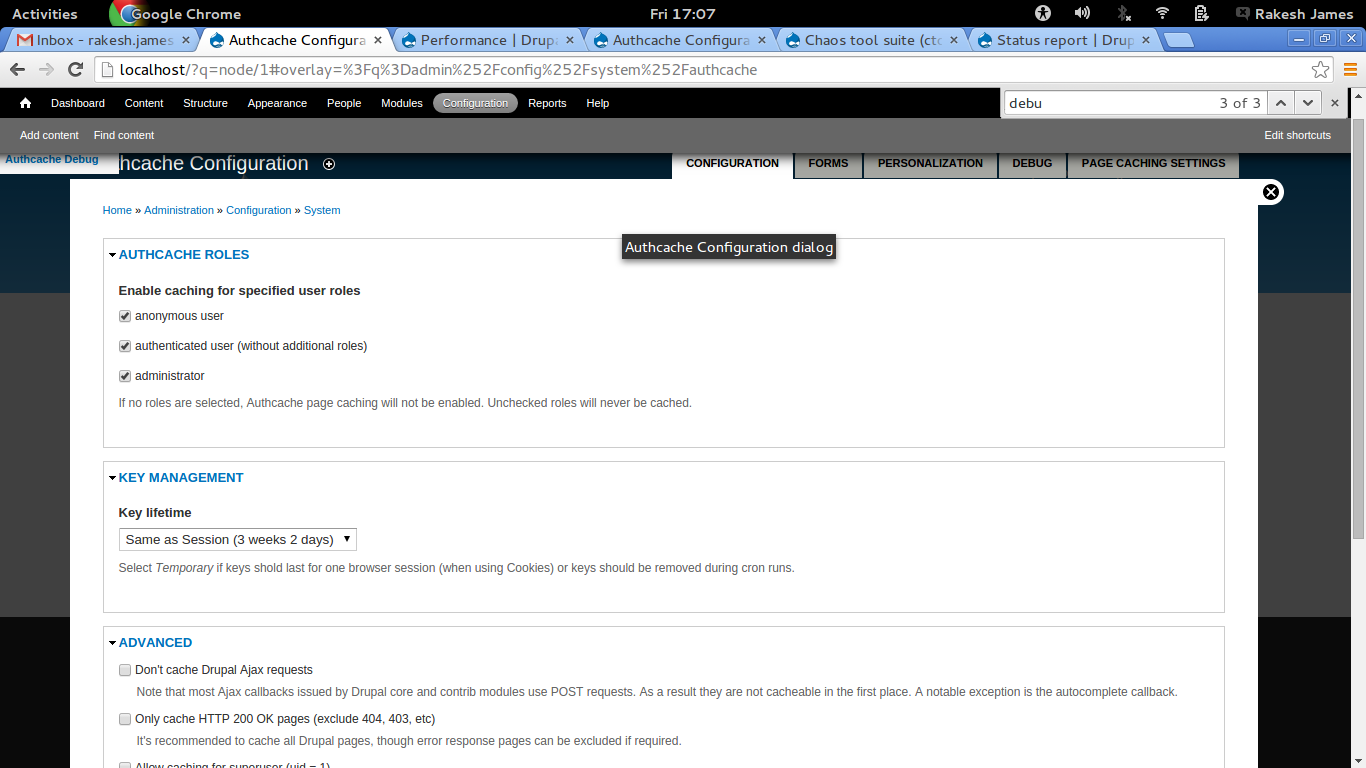 Activities
Google Chrome
Fri 17:07
Rakesh James
Inbox - rakesh.james
Authcache Configura
Performance | Drup
Authcache Configura
Chaos tool suite (cto
Status report | Drup
localhost/?q=node/1#overlay=%3Fq%3Dadmin%252Fconfig%252Fsystem%252Fauthcache
Dashboard Content Structure Appearance People Modules Configuration Reports Help
debu 3 of 3
Add content Find content Edit shortcuts
Authcache Debug
hcache Configuration
CONFIGURATION FORMS PERSONALIZATION DEBUG PAGE CACHING SETTINGS
Home » Administration » Configuration » System
Authcache Configuration dialog
AUTHCACHE ROLES
Enable caching for specified user roles
anonymous user
authenticated user (without additional roles)
administrator
If no roles are selected, Authcache page caching will not be enabled. Unchecked roles will never be cached.
KEY MANAGEMENT
Key lifetime
Same as Session (3 weeks 2 days)
Select Temporary if keys shold last for one browser session (when using Cookies) or keys should be removed during cron runs.
ADVANCED
Don't cache Drupal Ajax requests
Note that most Ajax callbacks issued by Drupal core and contrib modules use POST requests. As a result they are not cacheable in the first place. A notable exception is the autocomplete callback.
Only cache HTTP 200 OK pages (exclude 404, 403, etc)
It's recommended to cache all Drupal pages, though error response pages can be excluded if required.
Allow caching for superuser (uid = 1)